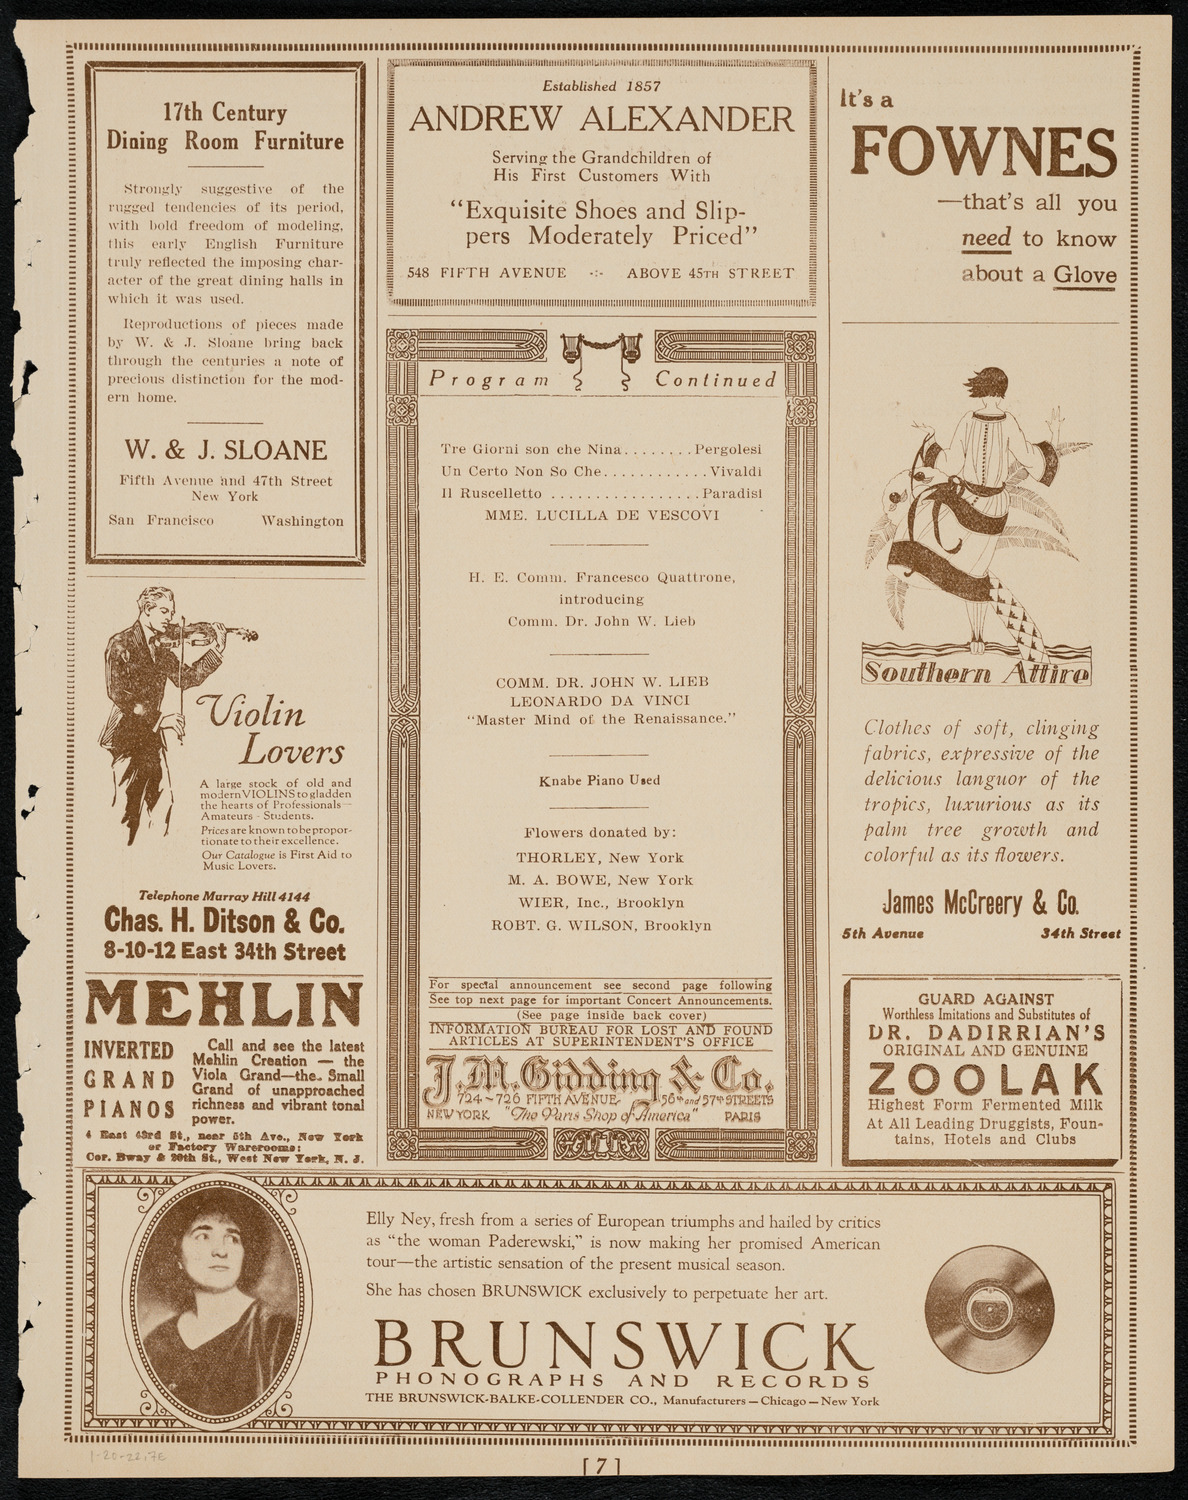 17th Century
Dining Room Furniture
Strongly suggestive of the
rugged tendencies of its period,
with bold freedom of modeling,
this early English Furniture
truly reflected the imposing char-
acter of the great dining halls in
which it was used.
Reproductions of pieces made
by W. & J. Sloane bring back
through the centuries a note of
precious distinction for the mod-
ern home.
W. & J. SLOANE
Fifth Avenue and 47th Street
New York
San Francisco Washington
Violin
Lovers
A large stock of old and
modern VIOLINS to gladden
the hearts of Professionals—
Amateurs - Students.
Prices are known to be propor-
tionate to their excellence.
Our Catalogue is First Aid to
Music Lovers.
Telephone Murray Hill 4144
Chas. H. Ditson & Co.
8-10-12 East 34th Street
MEHLIN
INVERTED
GRAND
PIANOS
Call and see the latest
Mehlin Creation — the
Viola Grand—the Small
Grand of unapproached
richness and vibrant tonal
power.
4 East 43rd St., near 5th Ave., New York
or Factory Warerooms:
Cor. Bway & 20th St., West New York, N. J.
Established 1857
ANDREW ALEXANDER
Serving the Grandchildren of
His First Customers With
"Exquisite Shoes and Slip-
pers Moderately Priced"
548 FIFTH AVENUE -:- ABOVE 45TH STREET
Program Continued
Tre Giorni son che Nina........Pergolesi
Un Certo Non So Che............Vivaldi
Il Ruscelletto .................Paradisi
MME. LUCILLA DE VESCOVI
H. E. Comm. Francesco Quattrone,
introducing
Comm. Dr. John W. Lieb
COMM. DR. JOHN W. LIEB
LEONARDO DA VINCI
"Master Mind of the Renaissance."
Knabe Piano Used
Flowers donated by:
THORLEY, New York
M. A. BOWE, New York
WIER, Inc., Brooklyn
ROBT. G. WILSON, Brooklyn
For special announcement see second page following
See top next page for important Concert Announcements.
(See page inside back cover)
INFORMATION BUREAU FOR LOST AND FOUND
ARTICLES AT SUPERINTENDENT'S OFFICE
J.M. Gidding & Co.
724~726 FIFTH AVENUE 56th and 57th STREETS
NEW YORK "The Paris Shop of America" PARIS
It's a
FOWNES
—that's all you
need to know
about a Glove
Southern Attire
Clothes of soft, clinging
fabrics, expressive of the
delicious languor of the
tropics, luxurious as its
palm tree growth and
colorful as its flowers.
James McCreery & Co.
5th Avenue 34th Street
GUARD AGAINST
Worthless Imitations and Substitutes of
DR. DADIRRIAN'S
ORIGINAL AND GENUINE
ZOOLAK
Highest Form Fermented Milk
At All Leading Druggists, Foun-
tains, Hotels and Clubs
Elly Ney, fresh from a series of European triumphs and hailed by critics
as "the woman Paderewski," is now making her promised American
tour—the artistic sensation of the present musical season.
She has chosen BRUNSWICK exclusively to perpetuate her art.
BRUNSWICK
PHONOGRAPHS AND RECORDS
THE BRUNSWICK-BALKE-COLLENDER CO., Manufacturers—Chicago—New York
[7]